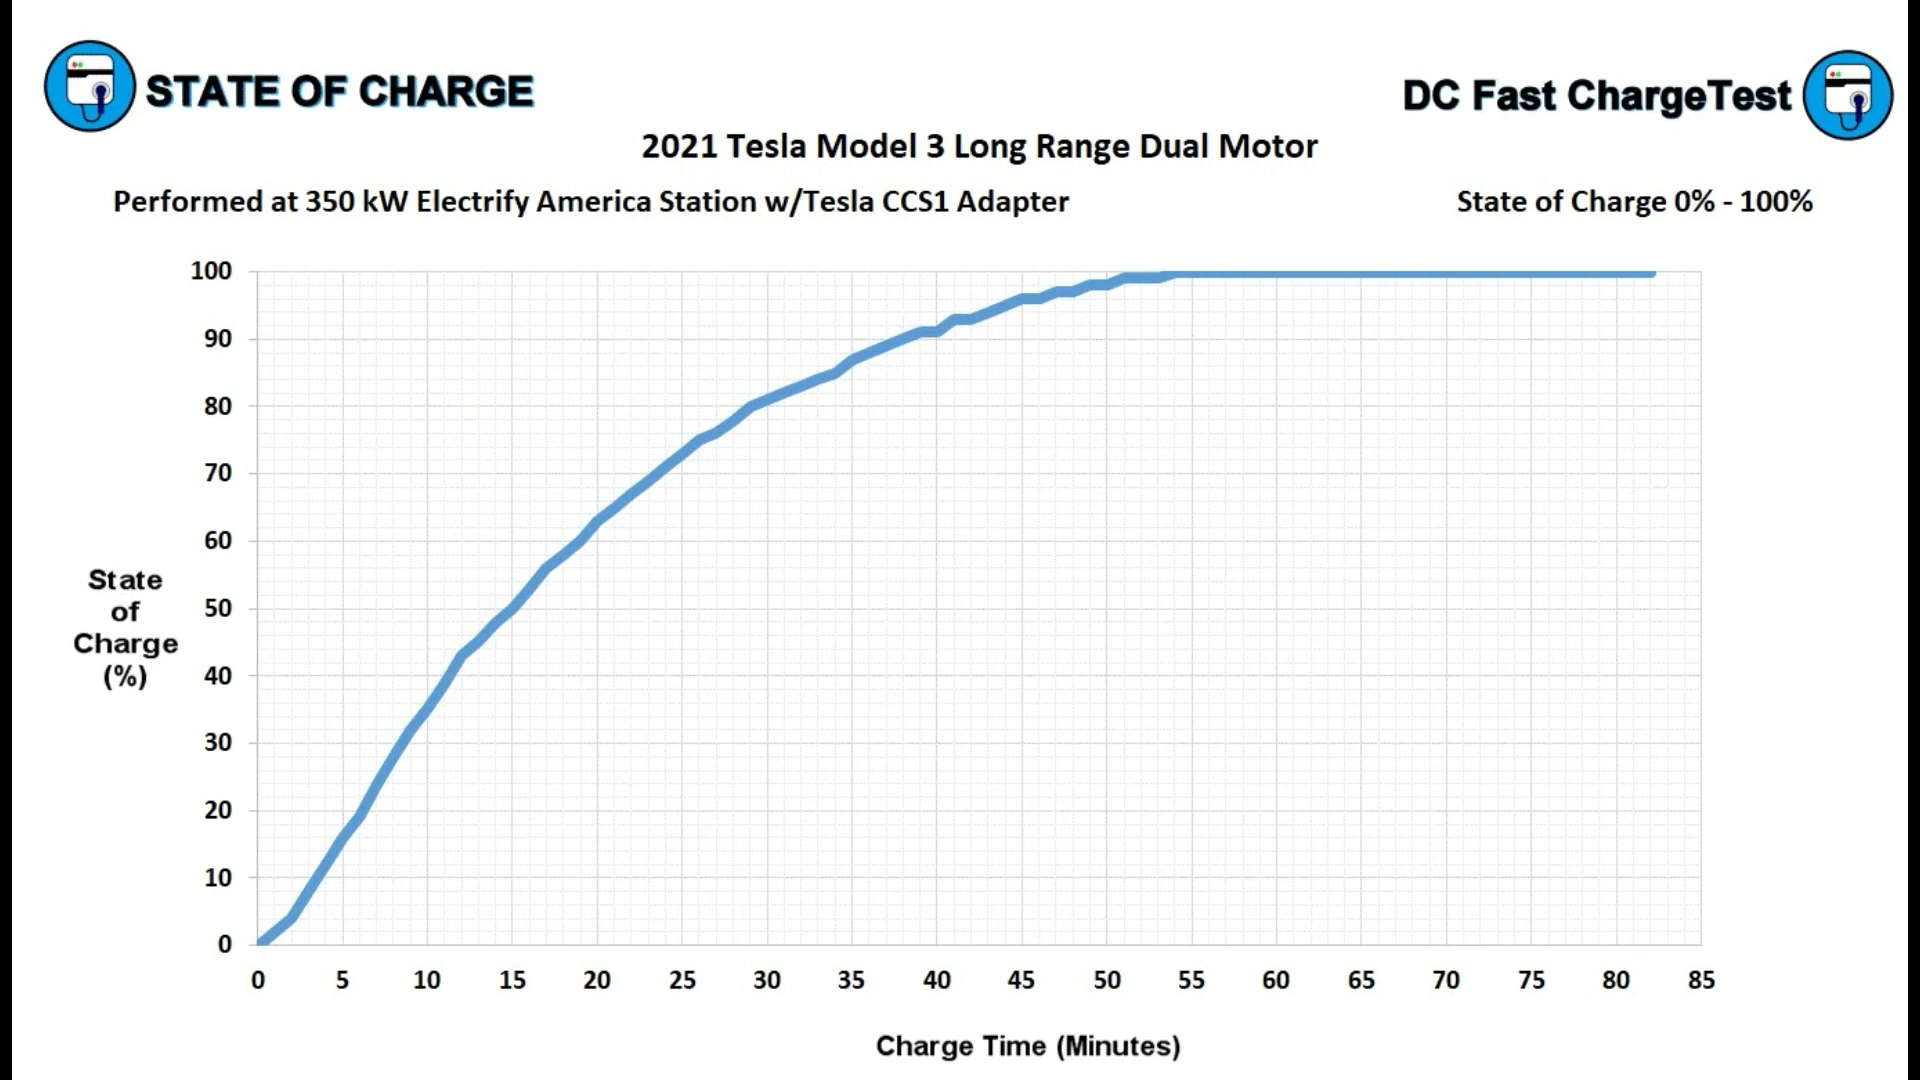 STATE OF CHARGE
DC Fast ChargeTest
2021 Tesla Model 3 Long Range Dual Motor
Performed at 350 kW Electrify America Station w/Tesla CCS1 Adapter
State of Charge 0% - 100%
100
90
80
70
60
50
40
30
20
10
0
State
of
Charge
(%)
0 5 10 15 20 25 30 35 40 45 50 55 60 65 70 75 80 85
Charge Time (Minutes)